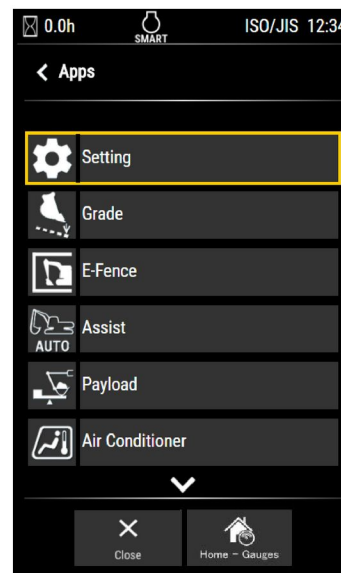 0.0h SMART ISO/JIS 12:34
Apps
Setting
Grade
E-Fence
AUTO Assist
Payload
Air Conditioner
Close Home - Gauges